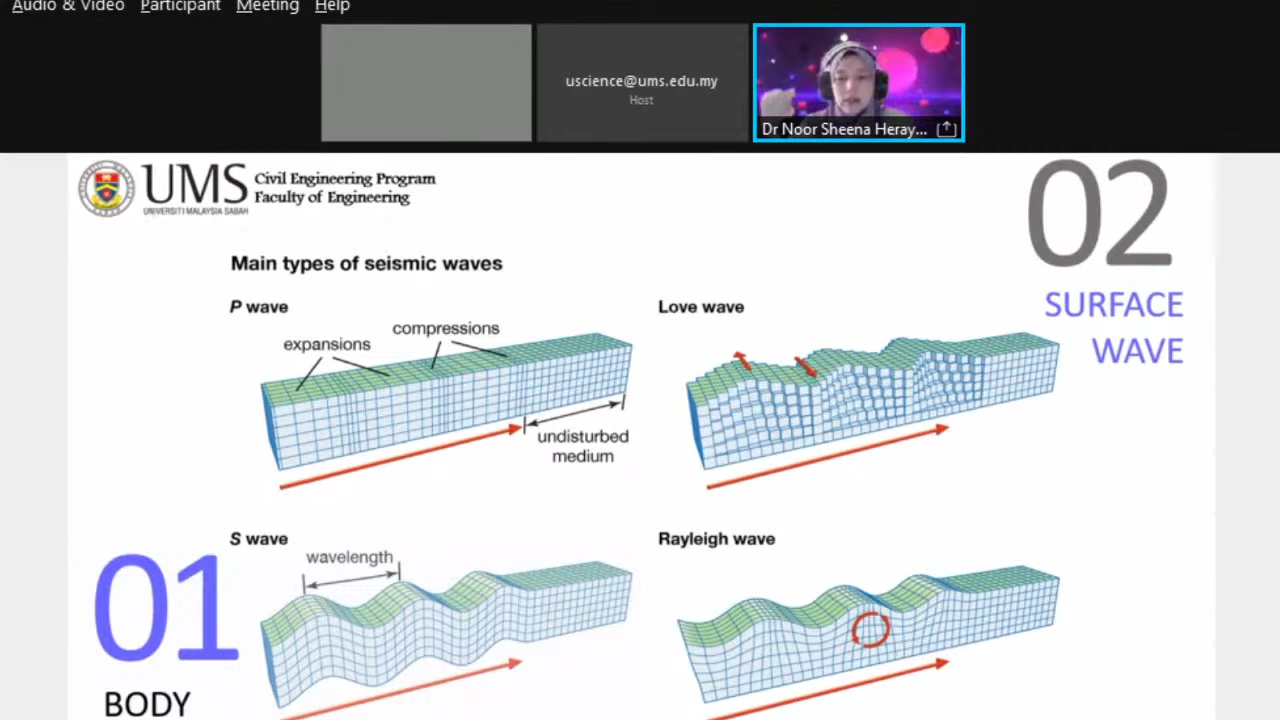 Audio & Video Participant Meeting Help
uscience@ums.edu.my
Host
Dr Noor Sheena Heray...
UMS
UNIVERSITI MALAYSIA SABAH
Civil Engineering Program
Faculty of Engineering
02
SURFACE
WAVE
Main types of seismic waves
P wave
expansions
compressions
undisturbed
medium
Love wave
S wave
wavelength
Rayleigh wave
01
BODY